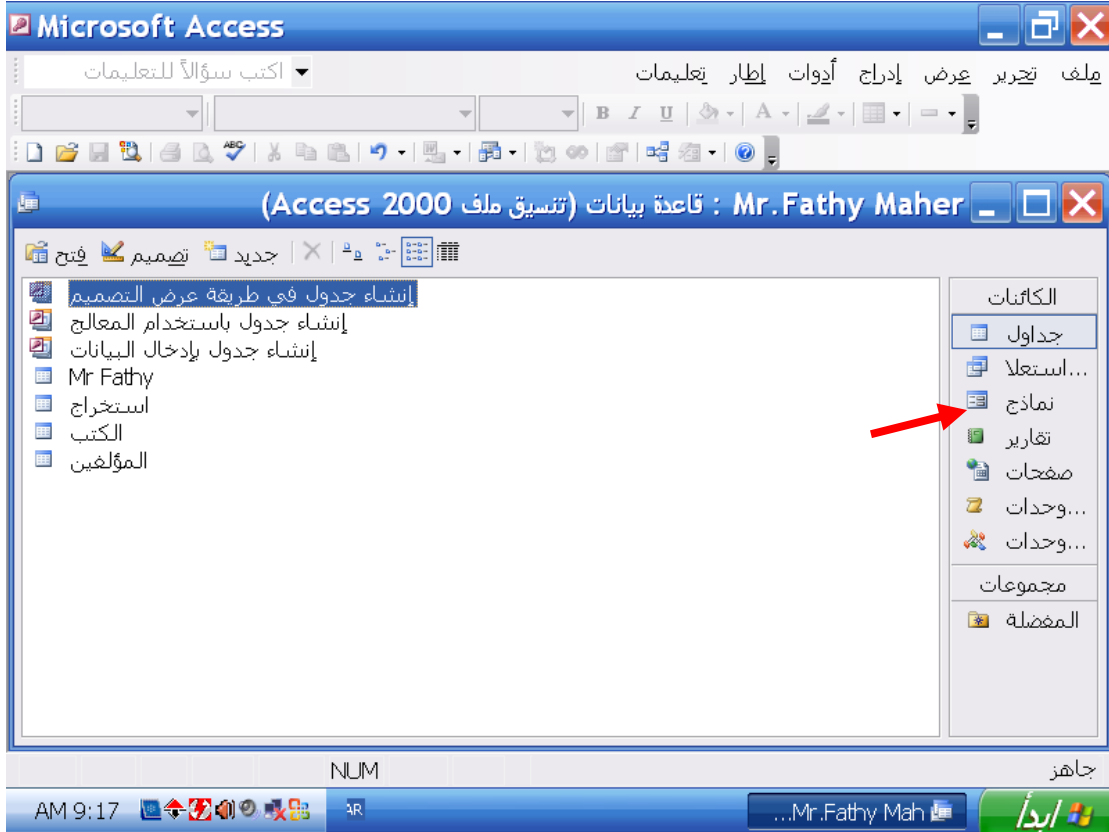 Microsoft Access
ملف تحرير عرض إدراج أدوات إطار تعليمات
اكتب سؤالاً للتعليمات
B I U A
ABC
Mr.Fathy Maher : قاعدة بيانات (تنسيق ملف Access 2000)
فتح تصميم جديد
الكائنات
جداول
استعلا...
نماذج
تقارير
صفحات
وحدات...
وحدات...
مجموعات
المفضلة
إنشاء جدول في طريقة عرض التصميم
إنشاء جدول باستخدام المعالج
إنشاء جدول بإدخال البيانات
Mr Fathy
استخراج
الكتب
المؤلفين
جاهز
NUM
ابدأ
Mr.Fathy Mah...
AR
AM 9:17